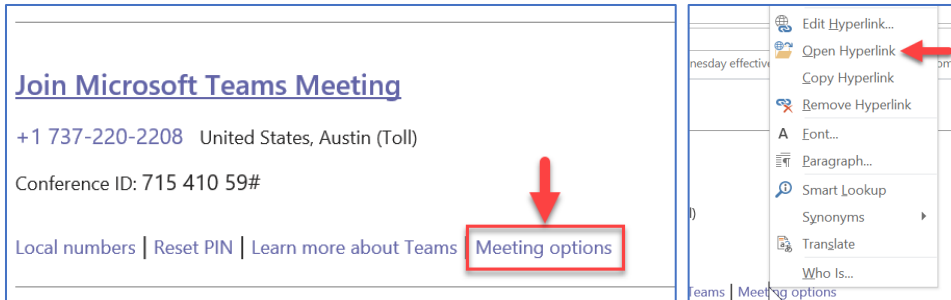 Join Microsoft Teams Meeting
+1 737-220-2208 United States, Austin (Toll)
Conference ID: 715 410 59#
Local numbers | Reset PIN | Learn more about Teams | Meeting options
Edit Hyperlink...
Open Hyperlink
nesday effectiv
Copy Hyperlink
Remove Hyperlink
A Font...
Paragraph...
Smart Lookup
l)
Synonyms
Translate
Who Is...
Teams | Meeting options